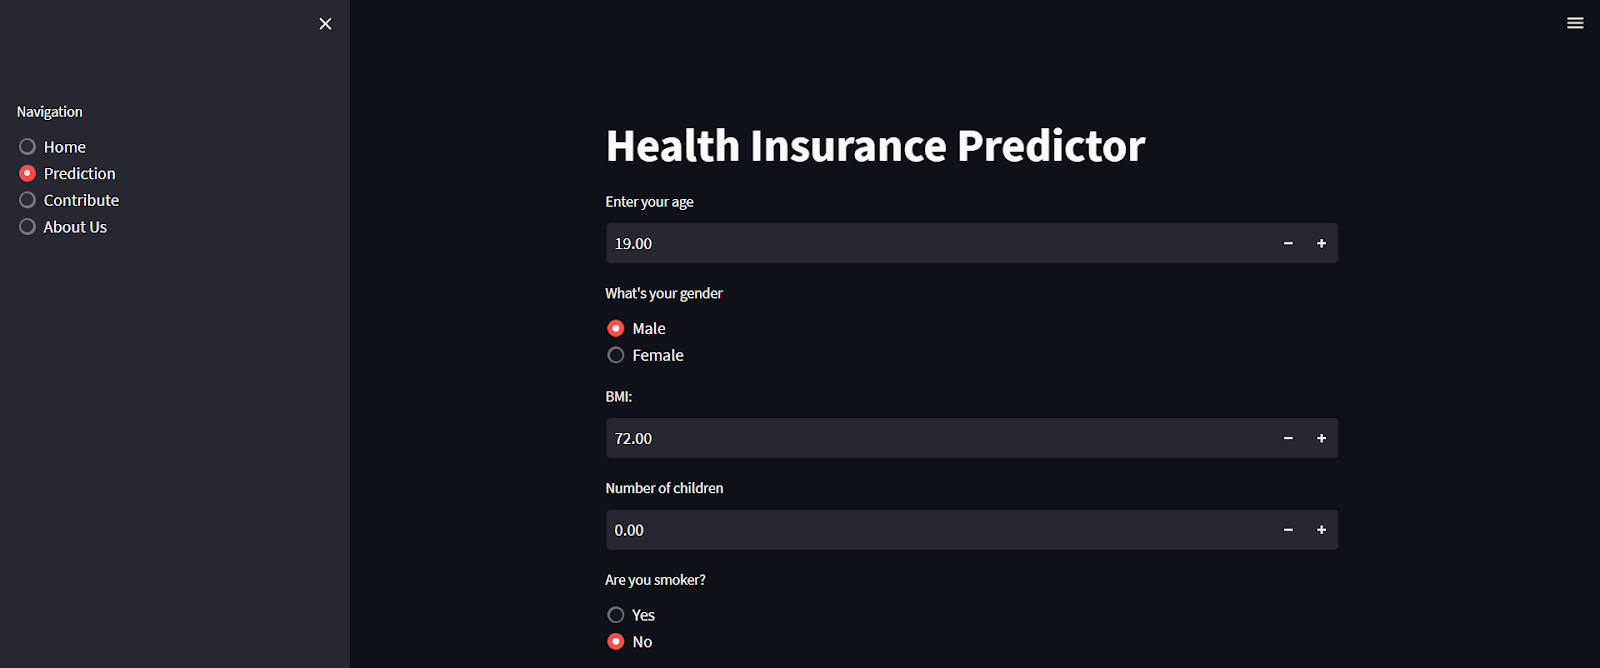 Navigation
Home
Prediction
Contribute
About Us
Health Insurance Predictor
Enter your age
19.00
What's your gender
Male
Female
BMI:
72.00
Number of children
0.00
Are you smoker?
Yes
No